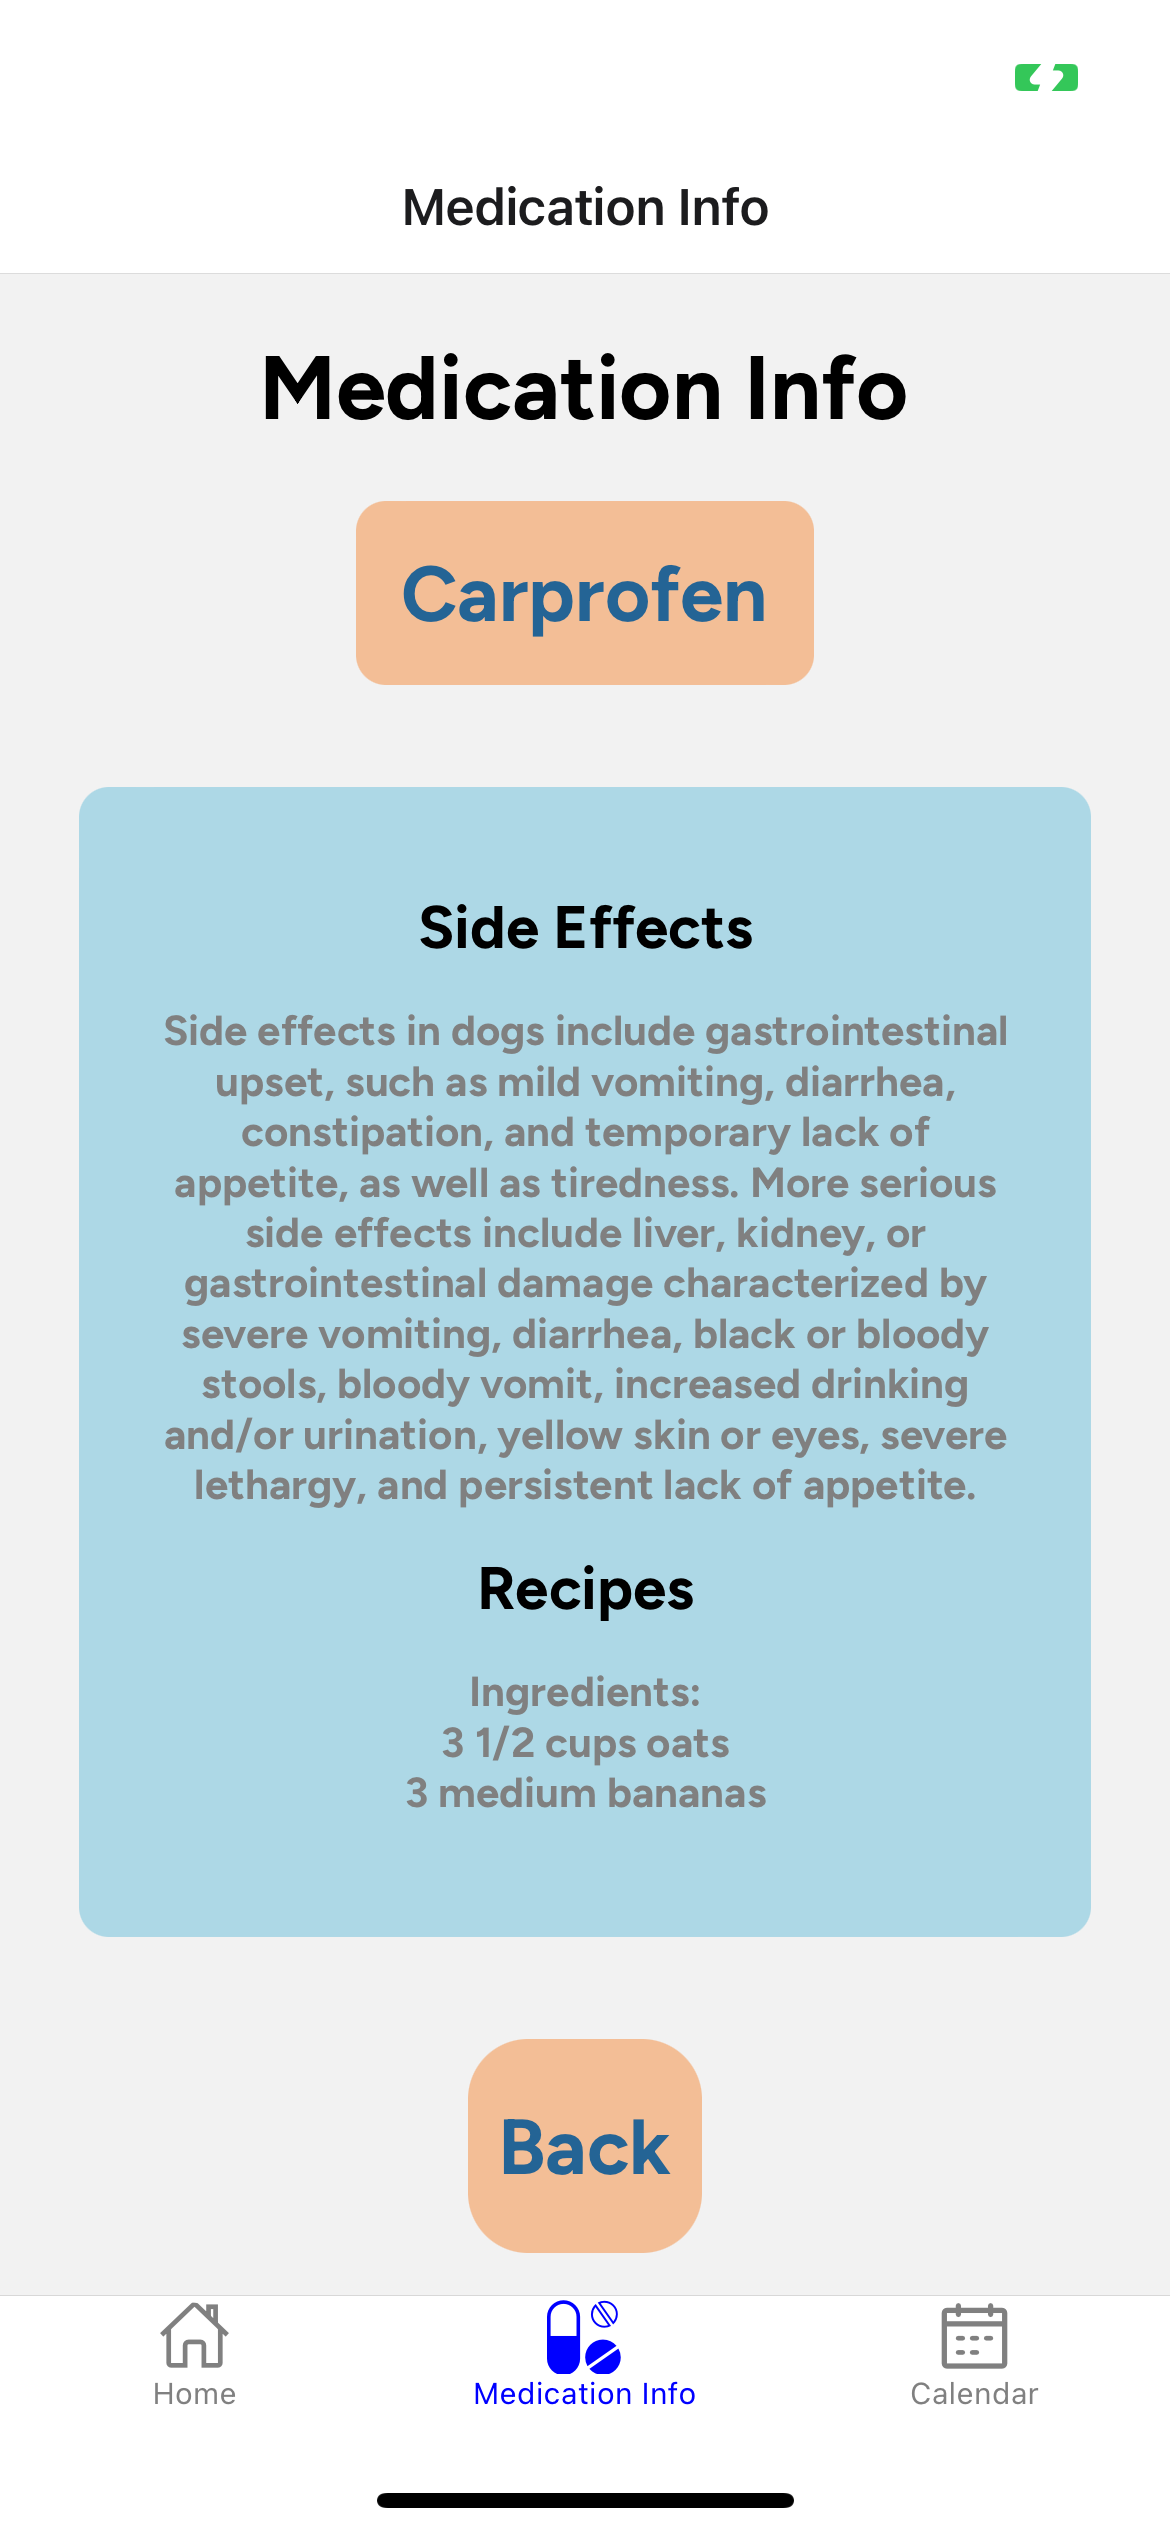 Medication Info
Medication Info
Carprofen
Side Effects
Side effects in dogs include gastrointestinal
upset, such as mild vomiting, diarrhea,
constipation, and temporary lack of
appetite, as well as tiredness. More serious
side effects include liver, kidney, or
gastrointestinal damage characterized by
severe vomiting, diarrhea, black or bloody
stools, bloody vomit, increased drinking
and/or urination, yellow skin or eyes, severe
lethargy, and persistent lack of appetite.
Recipes
Ingredients:
3 1/2 cups oats
3 medium bananas
Back
Home
Medication Info
Calendar